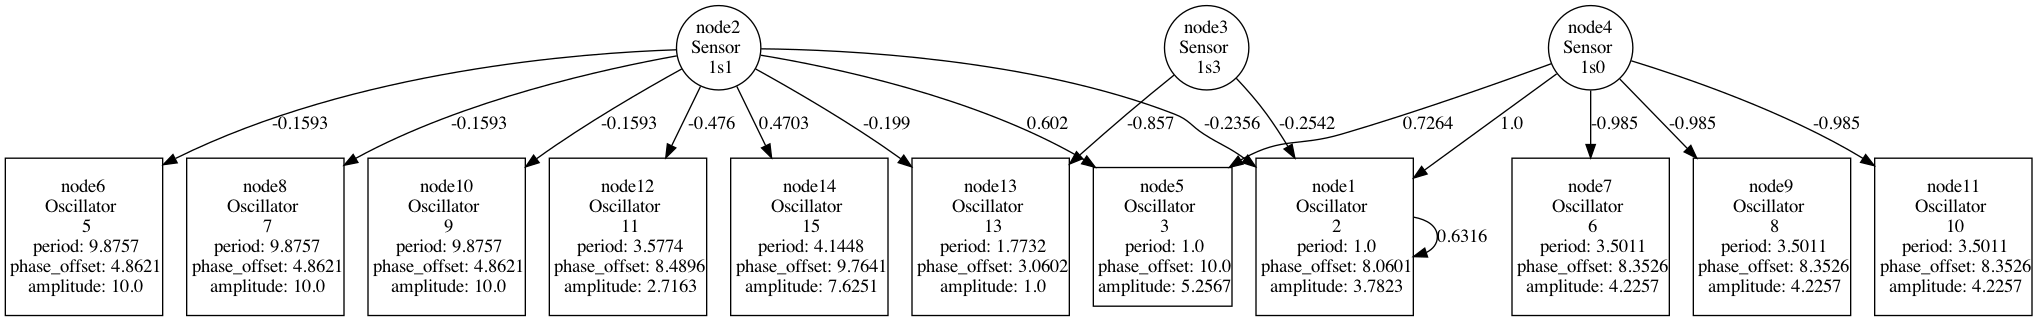 node2
Sensor
1s1
node3
Sensor
1s3
node4
Sensor
1s0
-0.1593
-0.1593
-0.1593
-0.476
0.4703
-0.199
0.602
-0.857
-0.2356
-0.2542
0.7264
1.0
-0.985
-0.985
-0.985
node6
Oscillator
5
period: 9.8757
phase_offset: 4.8621
amplitude: 10.0
node8
Oscillator
7
period: 9.8757
phase_offset: 4.8621
amplitude: 10.0
node10
Oscillator
9
period: 9.8757
phase_offset: 4.8621
amplitude: 10.0
node12
Oscillator
11
period: 3.5774
phase_offset: 8.4896
amplitude: 2.7163
node14
Oscillator
15
period: 4.1448
phase_offset: 9.7641
amplitude: 7.6251
node13
Oscillator
13
period: 1.7732
phase_offset: 3.0602
amplitude: 1.0
node5
Oscillator
3
period: 1.0
phase_offset: 10.0
amplitude: 5.2567
node1
Oscillator
2
period: 1.0
phase_offset: 8.0601
amplitude: 3.7823
0.6316
node7
Oscillator
6
period: 3.5011
phase_offset: 8.3526
amplitude: 4.2257
node9
Oscillator
8
period: 3.5011
phase_offset: 8.3526
amplitude: 4.2257
node11
Oscillator
10
period: 3.5011
phase_offset: 8.3526
amplitude: 4.2257